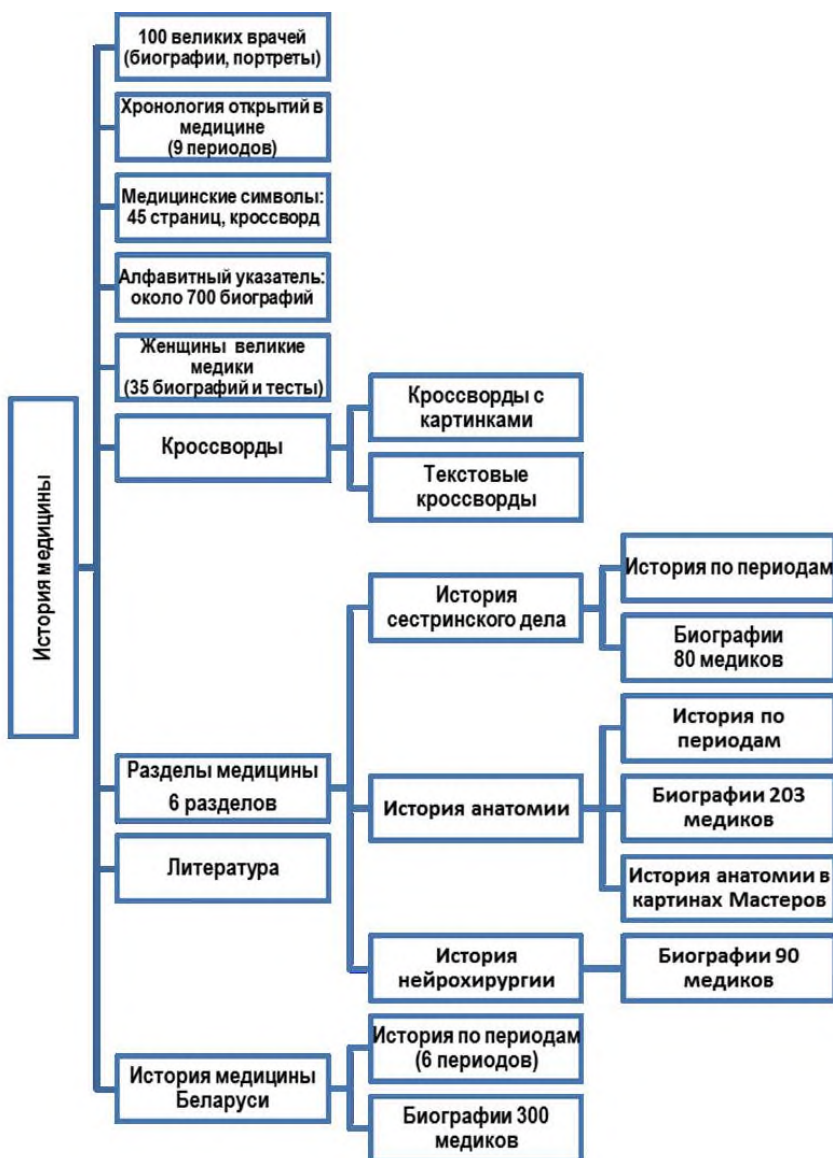 100 великих врачей
(биографии, портреты)
Хронология открытий в
медицине
(9 периодов)
Медицинские символы:
45 страниц, кроссворд
Алфавитный указатель:
около 700 биографий
Женщины великие
медики
(35 биографий и тесты)
Кроссворды
Кроссворды с
картинками
Текстовые
кроссворды
История медицины
История
сестринского дела
История по периодам
Биографии
80 медиков
Разделы медицины
6 разделов
История анатомии
История по
периодам
Биографии 203
медиков
История анатомии в
картинах Мастеров
Литература
История
нейрохирургии
Биографии 90
медиков
История медицины
Беларуси
История по периодам
(6 периодов)
Биографии 300
медиков